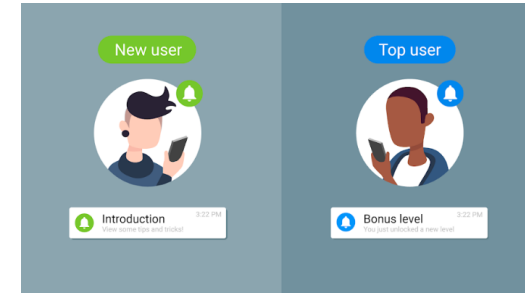 New user
Top user
Introduction
3:22 PM
View some tips and tricks!
Bonus level
3:22 PM
You just unlocked a new level